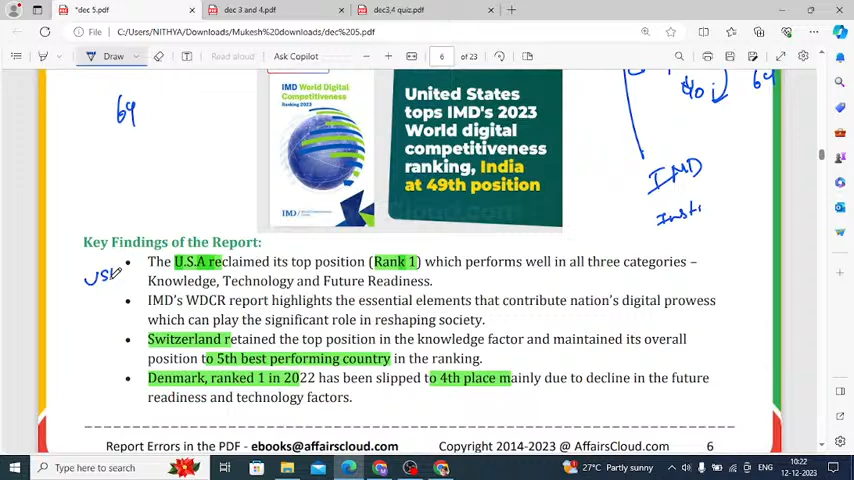 *dec 5.pdf
dec 3 and 4.pdf
dec3,4 quiz.pdf
File
C:/Users/NITHYA/Downloads/Mukesh%20downloads/dec%205.pdf
Draw
Read aloud
Ask Copilot
6
of 23
64
64
40
IMD World Digital
Competitiveness
Ranking 2023
IMD
United States
tops IMD's 2023
World digital
competitiveness
ranking, India
at 49th position
IMD
Inst.
Key Findings of the Report:
US
• The U.S.A reclaimed its top position (Rank 1) which performs well in all three categories –
Knowledge, Technology and Future Readiness.
• IMD's WDCR report highlights the essential elements that contribute nation's digital prowess
which can play the significant role in reshaping society.
• Switzerland retained the top position in the knowledge factor and maintained its overall
position to 5th best performing country in the ranking.
• Denmark, ranked 1 in 2022 has been slipped to 4th place mainly due to decline in the future
readiness and technology factors.
Report Errors in the PDF - ebooks@affairscloud.com
Copyright 2014-2023 @ AffairsCloud.com
6
Type here to search
27°C Partly sunny
ENG
10:22
12-12-2023